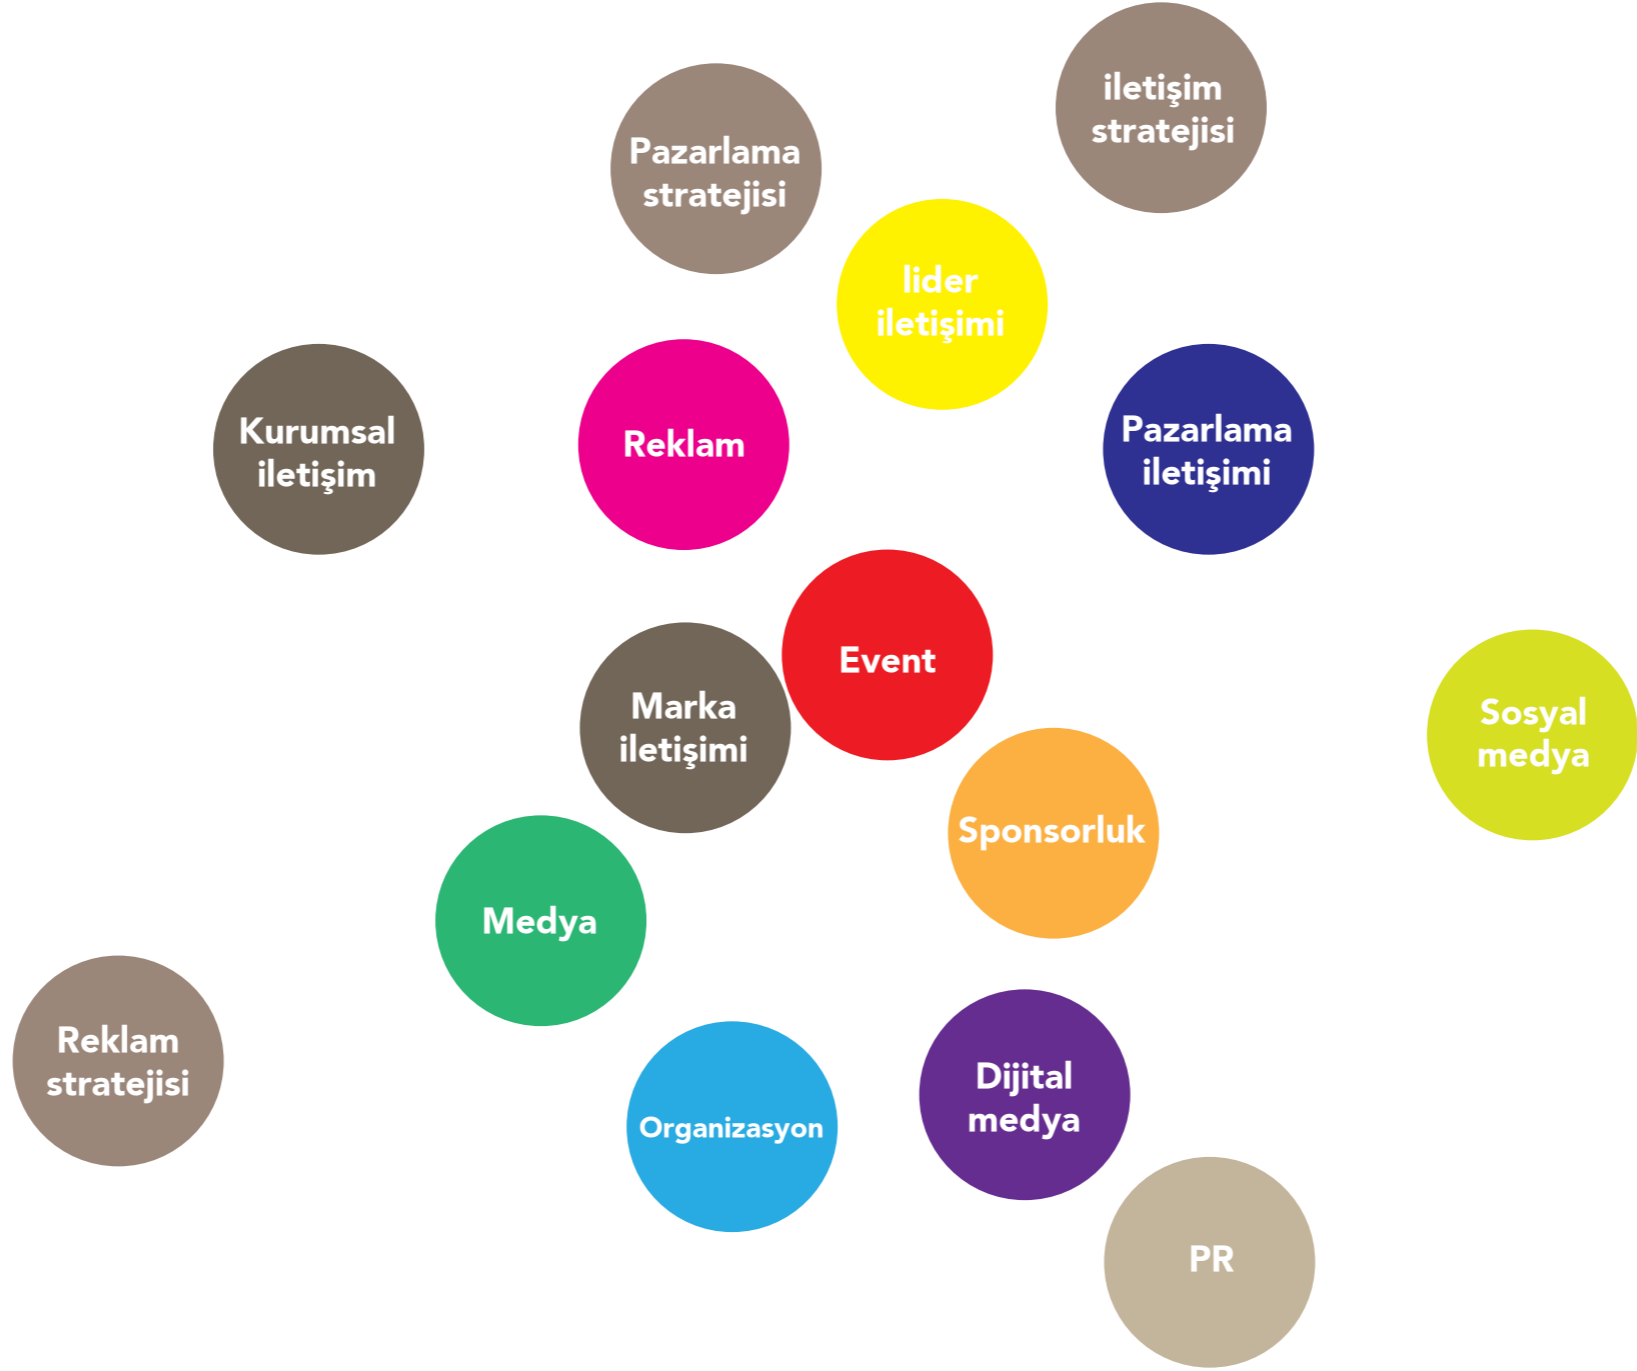 iletişim
stratejisi
Pazarlama
stratejisi
lider
iletişimi
Kurumsal
iletişim
Reklam
Pazarlama
iletişimi
Event
Marka
iletişimi
Sosyal
medya
Sponsorluk
Medya
Reklam
stratejisi
Dijital
medya
Organizasyon
PR